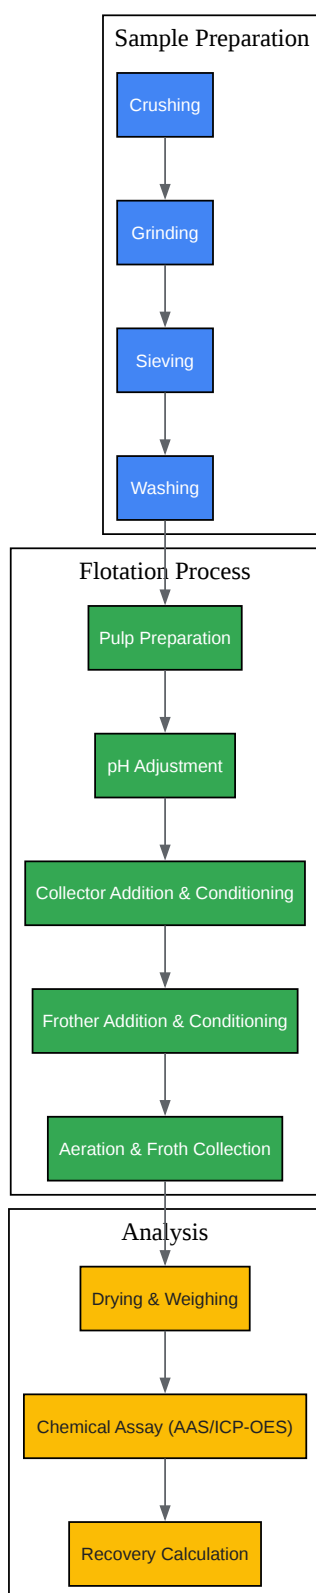 Sample Preparation
Crushing
Grinding
Sieving
Washing
Flotation Process
Pulp Preparation
pH Adjustment
Collector Addition & Conditioning
Frother Addition & Conditioning
Aeration & Froth Collection
Analysis
Drying & Weighing
Chemical Assay (AAS/ICP-OES)
Recovery Calculation